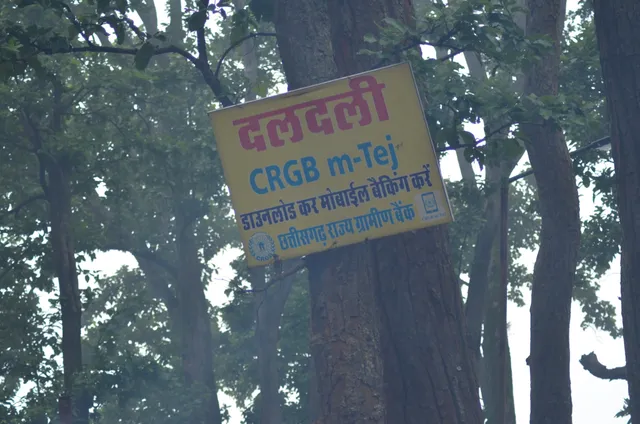 दलदली
CRGB m-Tej
डाउनलोड कर मोबाईल बैंकिंग करें
छत्तीसगढ़ राज्य ग्रामीण बैंक